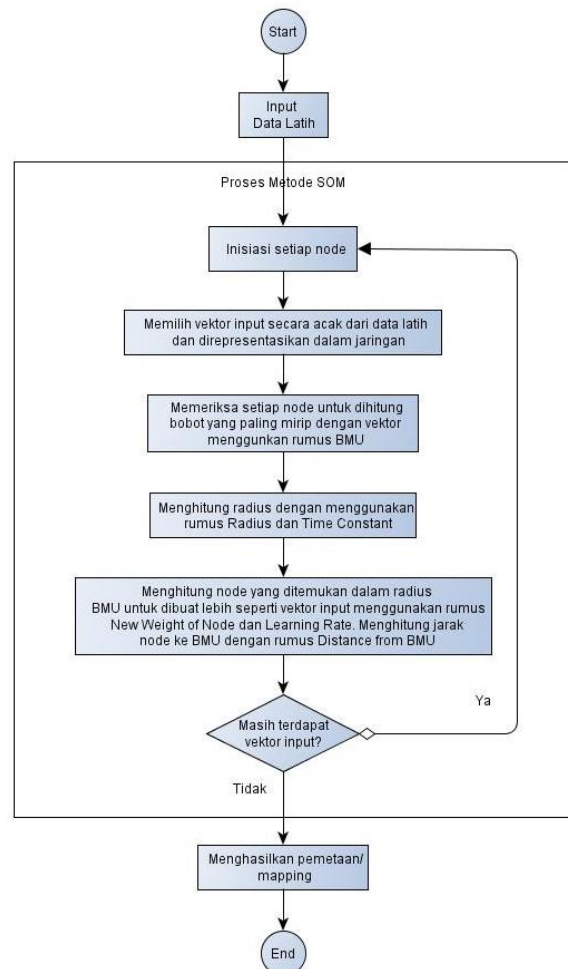 Start
Input
Data Latih
Proses Metode SOM
Inisiasi setiap node
Memilih vektor input secara acak dari data latih
dan direpresentasikan dalam jaringan
Memeriksa setiap node untuk dihitung
bobot yang paling mirip dengan vektor
menggunkan rumus BMU
Menghitung radius dengan menggunakan
rumus Radius dan Time Constant
Menghitung node yang ditemukan dalam radius
BMU untuk dibuat lebih seperti vektor input menggunakan rumus
New Weight of Node dan Learning Rate. Menghitung jarak
node ke BMU dengan rumus Distance from BMU
Masih terdapat
vektor input?
Ya
Tidak
Menghasilkan pemetaan/
mapping
End